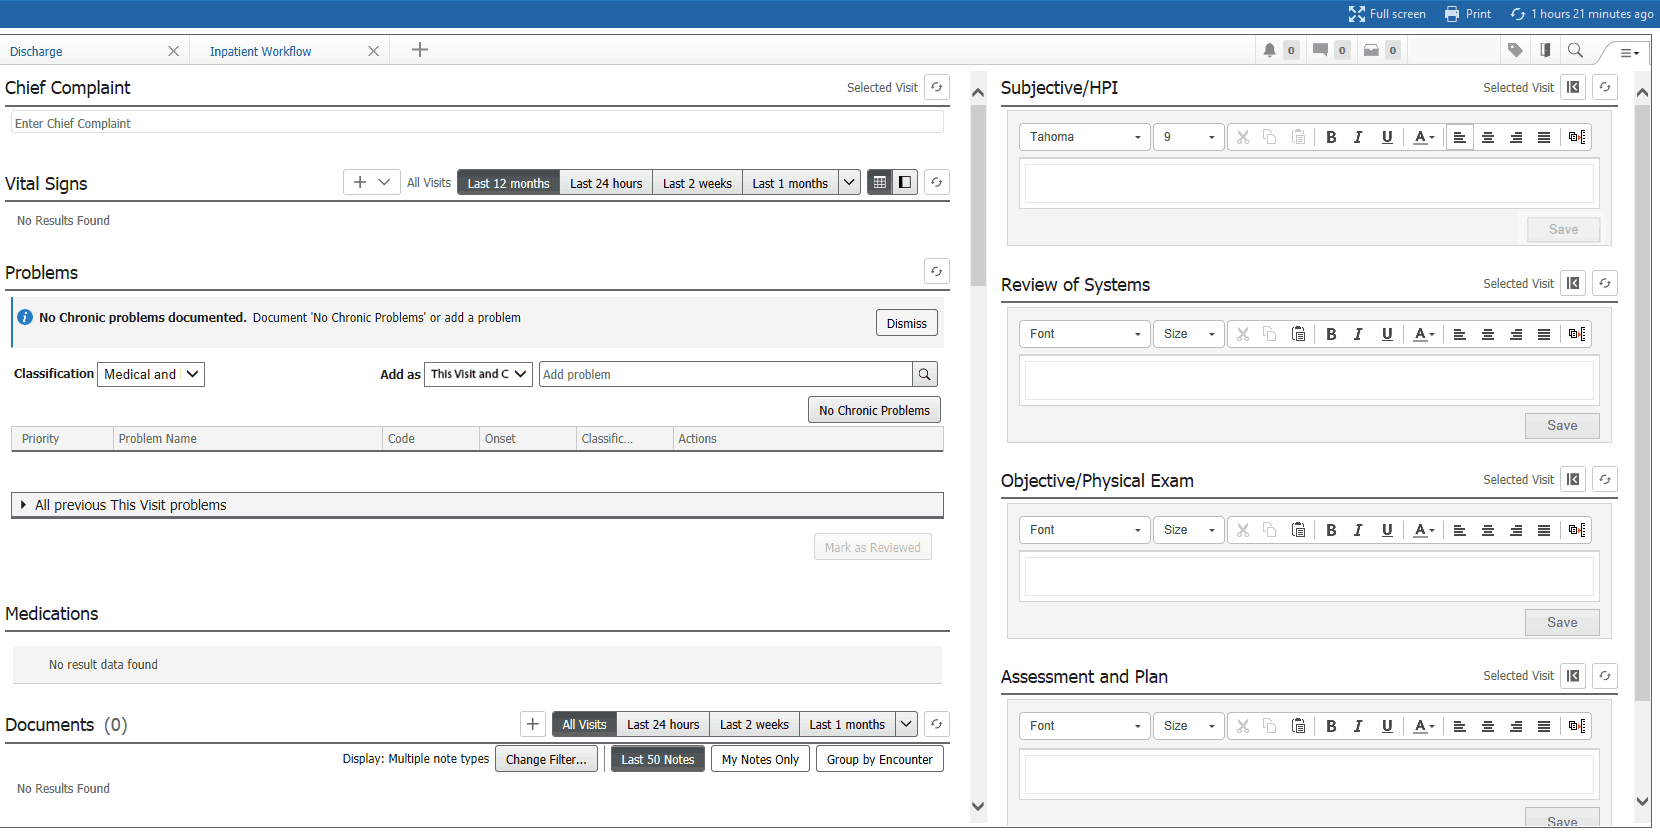 Full screen Print 1 hours 21 minutes ago
Discharge Inpatient Workflow 0 0 0
Chief Complaint Selected Visit
Enter Chief Complaint
Vital Signs All Visits Last 12 months Last 24 hours Last 2 weeks Last 1 months
No Results Found
Problems
No Chronic problems documented. Document 'No Chronic Problems' or add a problem Dismiss
Classification Medical and Add as This Visit and C Add problem
No Chronic Problems
Priority Problem Name Code Onset Classific... Actions
All previous This Visit problems
Mark as Reviewed
Medications
No result data found
Documents (0) All Visits Last 24 hours Last 2 weeks Last 1 months
Display: Multiple note types Change Filter... Last 50 Notes My Notes Only Group by Encounter
No Results Found
Subjective/HPI Selected Visit
Tahoma 9 B I U A
Save
Review of Systems Selected Visit
Font Size B I U A
Save
Objective/Physical Exam Selected Visit
Font Size B I U A
Save
Assessment and Plan Selected Visit
Font Size B I U A
Save